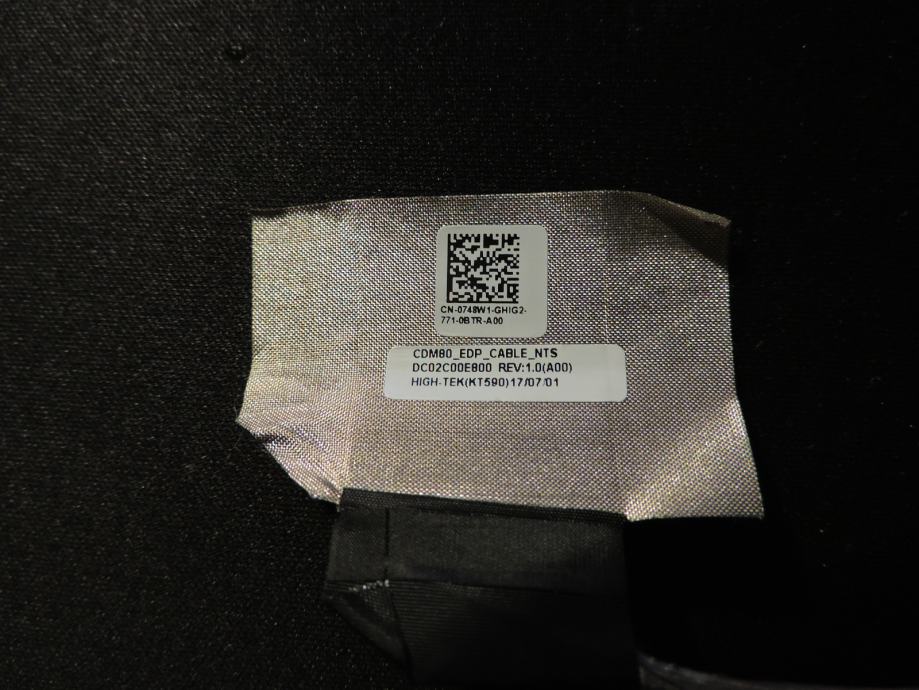 CN-0748W1-GHIG2-
771-0BTR-A00
CDM80_EDP_CABLE_NTS
DC02C00E800 REV:1.0(A00)
HIGH-TEK(KT590)17/07/01